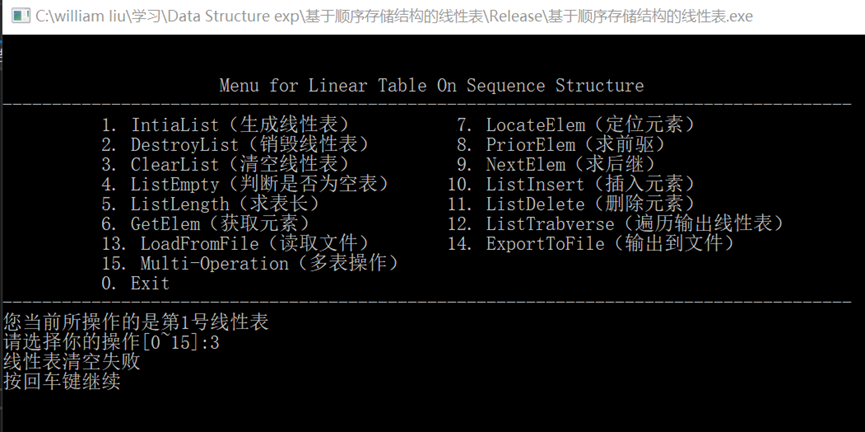 C:\william liu\学习\Data Structure exp\基于顺序存储结构的线性表\Release\基于顺序存储结构的线性表.exe
Menu for Linear Table On Sequence Structure
1. IntiaList（生成线性表） 7. LocateElem（定位元素）
2. DestroyList（销毁线性表） 8. PriorElem（求前驱）
3. ClearList（清空线性表） 9. NextElem（求后继）
4. ListEmpty（判断是否为空表） 10. ListInsert（插入元素）
5. ListLength（求表长） 11. ListDelete（删除元素）
6. GetElem（获取元素） 12. ListTrabverse（遍历输出线性表）
13. LoadFromFile（读取文件） 14. ExportToFile（输出到文件）
15. Multi-Operation（多表操作）
0. Exit
您当前所操作的是第1号线性表
请选择你的操作[0~15]:3
线性表清空失败
按回车键继续